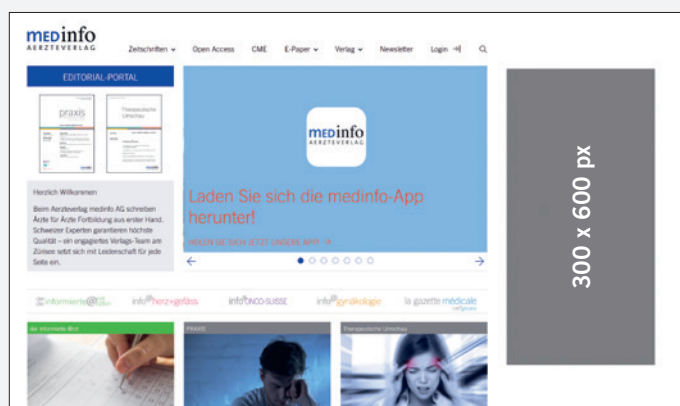 MEDinfo
AERZTEVERLAG
Zeitschriften Open Access CME E-Paper Verlag Newsletter Login
EDITORIAL-PORTAL
praxis
Therapeutische
Umschau
Herzlich Willkommen
Beim Aerzteverlag medinfo AG schreiben
Ärzte für Ärzte Fortbildung aus erster Hand.
Schweizer Experten garantieren höchste
Qualität – ein engagiertes Verlags-Team am
Zürisee setzt sich mit Leidenschaft für jede
Seite ein.
MEDinfo
AERZTEVERLAG
Laden Sie sich die medinfo-App
herunter!
HOLEN SIE SICH JETZT UNSERE APP!
300 x 600 px
informierte@rzt
info@herz+gefäss
info@ONCO-SUISSE
info@gynäkologie
la gazette médicale
der informierte @rzt
PRAXIS
Therapeutische Umschau